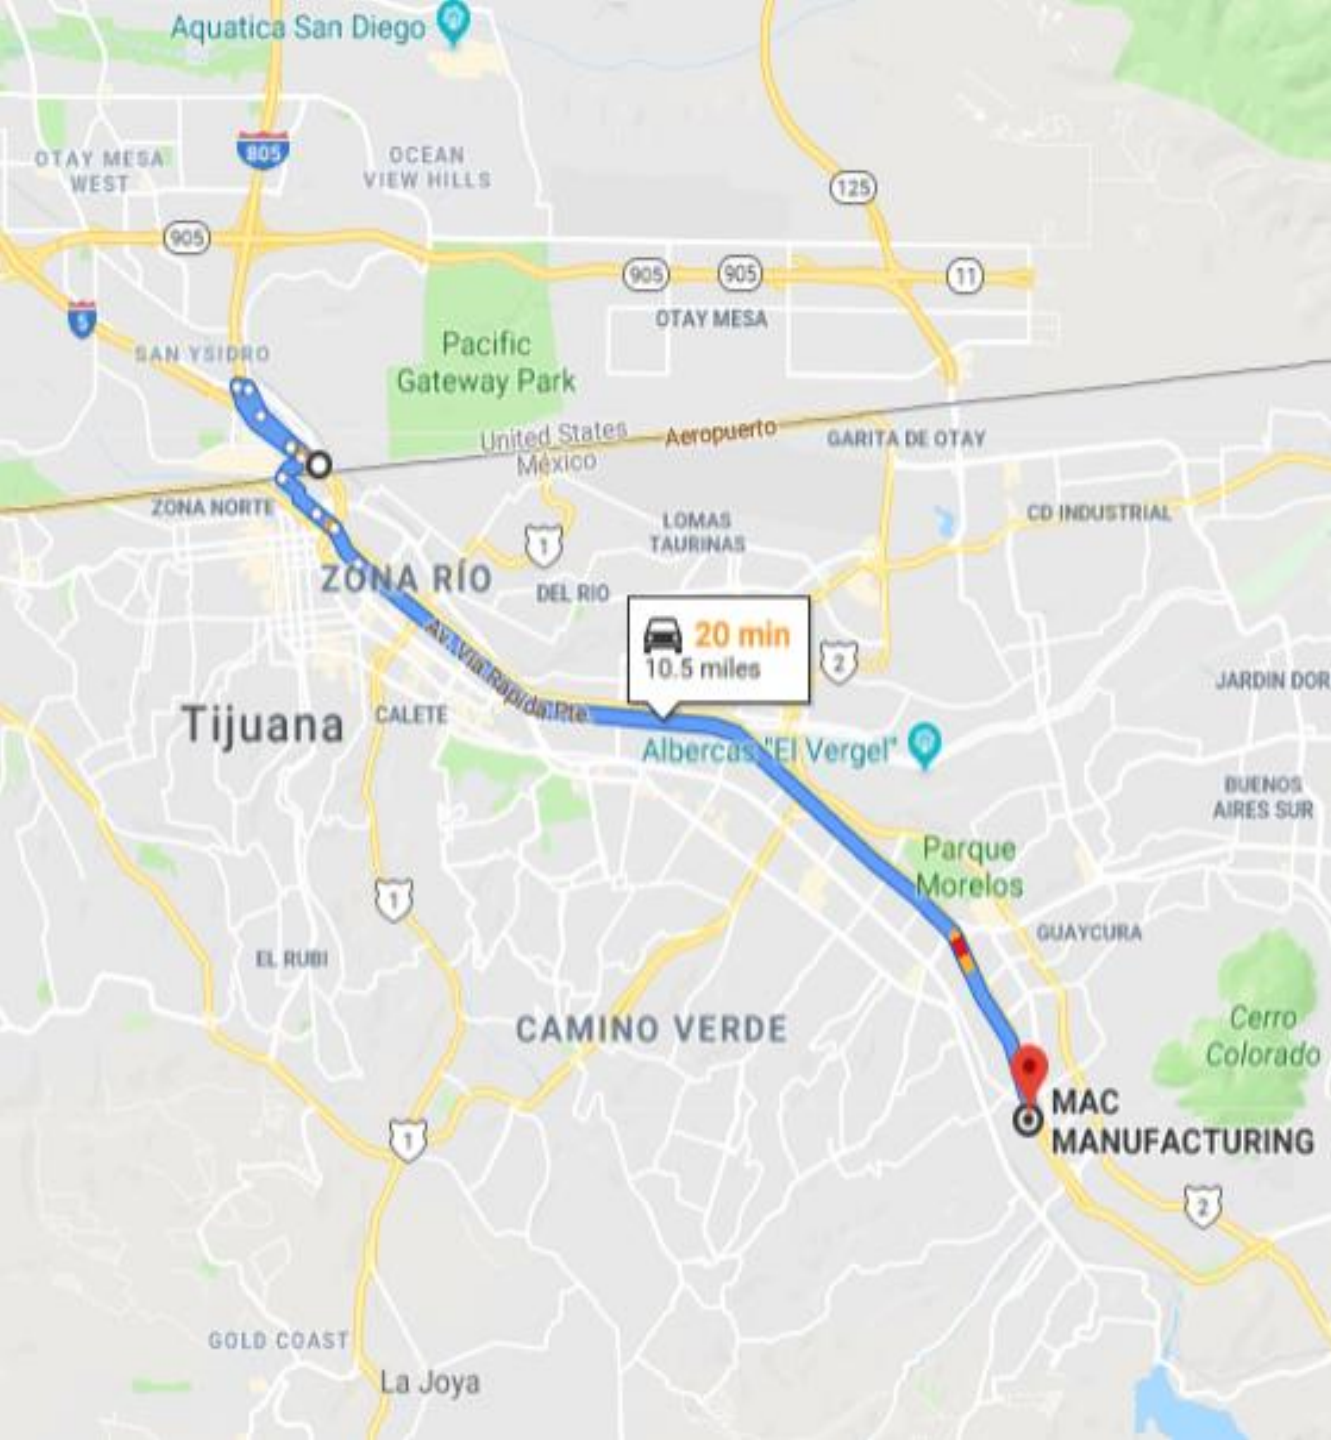 Aquatica San Diego
805
OTAY MESA
WEST
OCEAN
VIEW HILLS
125
905
905
905
11
5
OTAY MESA
SAN YSIDRO
Pacific
Gateway Park
United States
México
Aeropuerto
GARITA DE OTAY
ZONA NORTE
CD INDUSTRIAL
LOMAS
TAURINAS
1
ZONA RÍO
DEL RIO
20 min
10.5 miles
2
Av. Vía Rápida Pte.
JARDIN DOR
Tijuana
CALETE
Albercas "El Vergel"
BUENOS
AIRES SUR
Parque
Morelos
1
GUAYCURA
EL RUBI
CAMINO VERDE
Cerro
Colorado
MAC
MANUFACTURING
1
2
GOLD COAST
La Joya